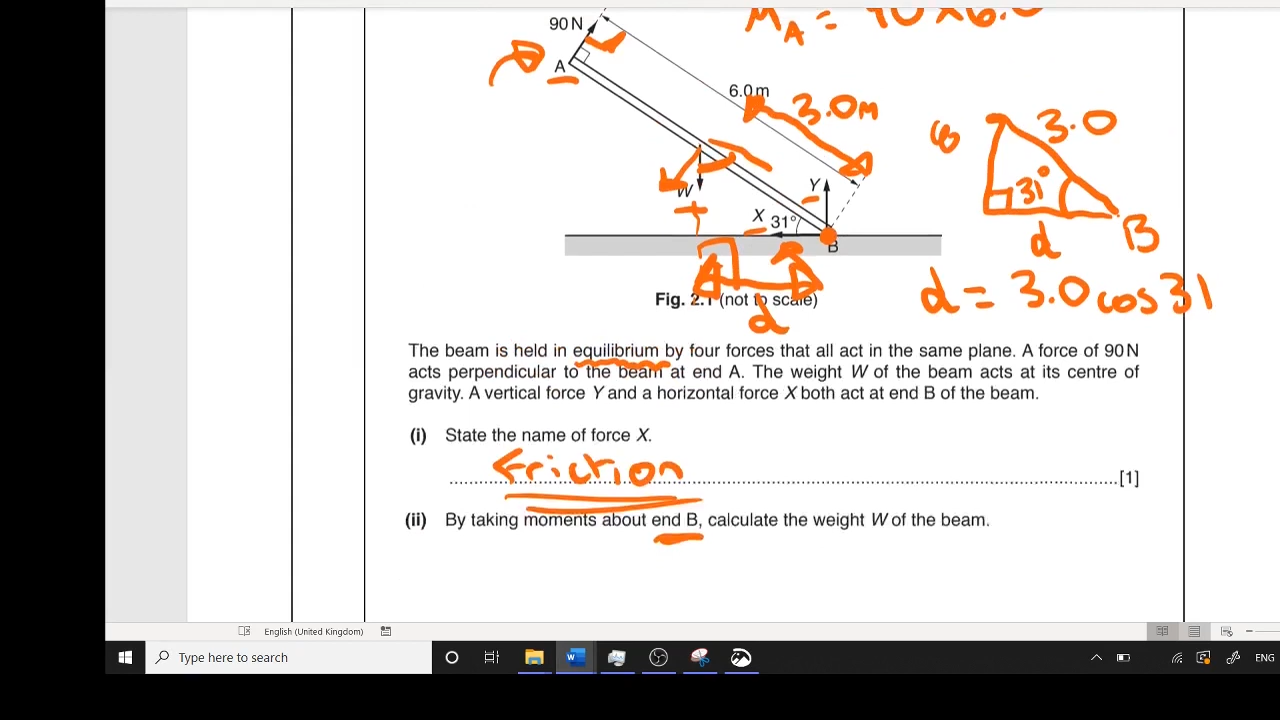 M_A = 90 × 6.0
90 N
A
6.0 m
3.0m
3.0
W
Y
X 31°
31°
B
B
d
d = 3.0 cos 31
Fig. 2.1 (not to scale)
d
The beam is held in equilibrium by four forces that all act in the same plane. A force of 90 N
acts perpendicular to the beam at end A. The weight W of the beam acts at its centre of
gravity. A vertical force Y and a horizontal force X both act at end B of the beam.
(i) State the name of force X.
Friction
[1]
(ii) By taking moments about end B, calculate the weight W of the beam.
English (United Kingdom)
Type here to search
ENG